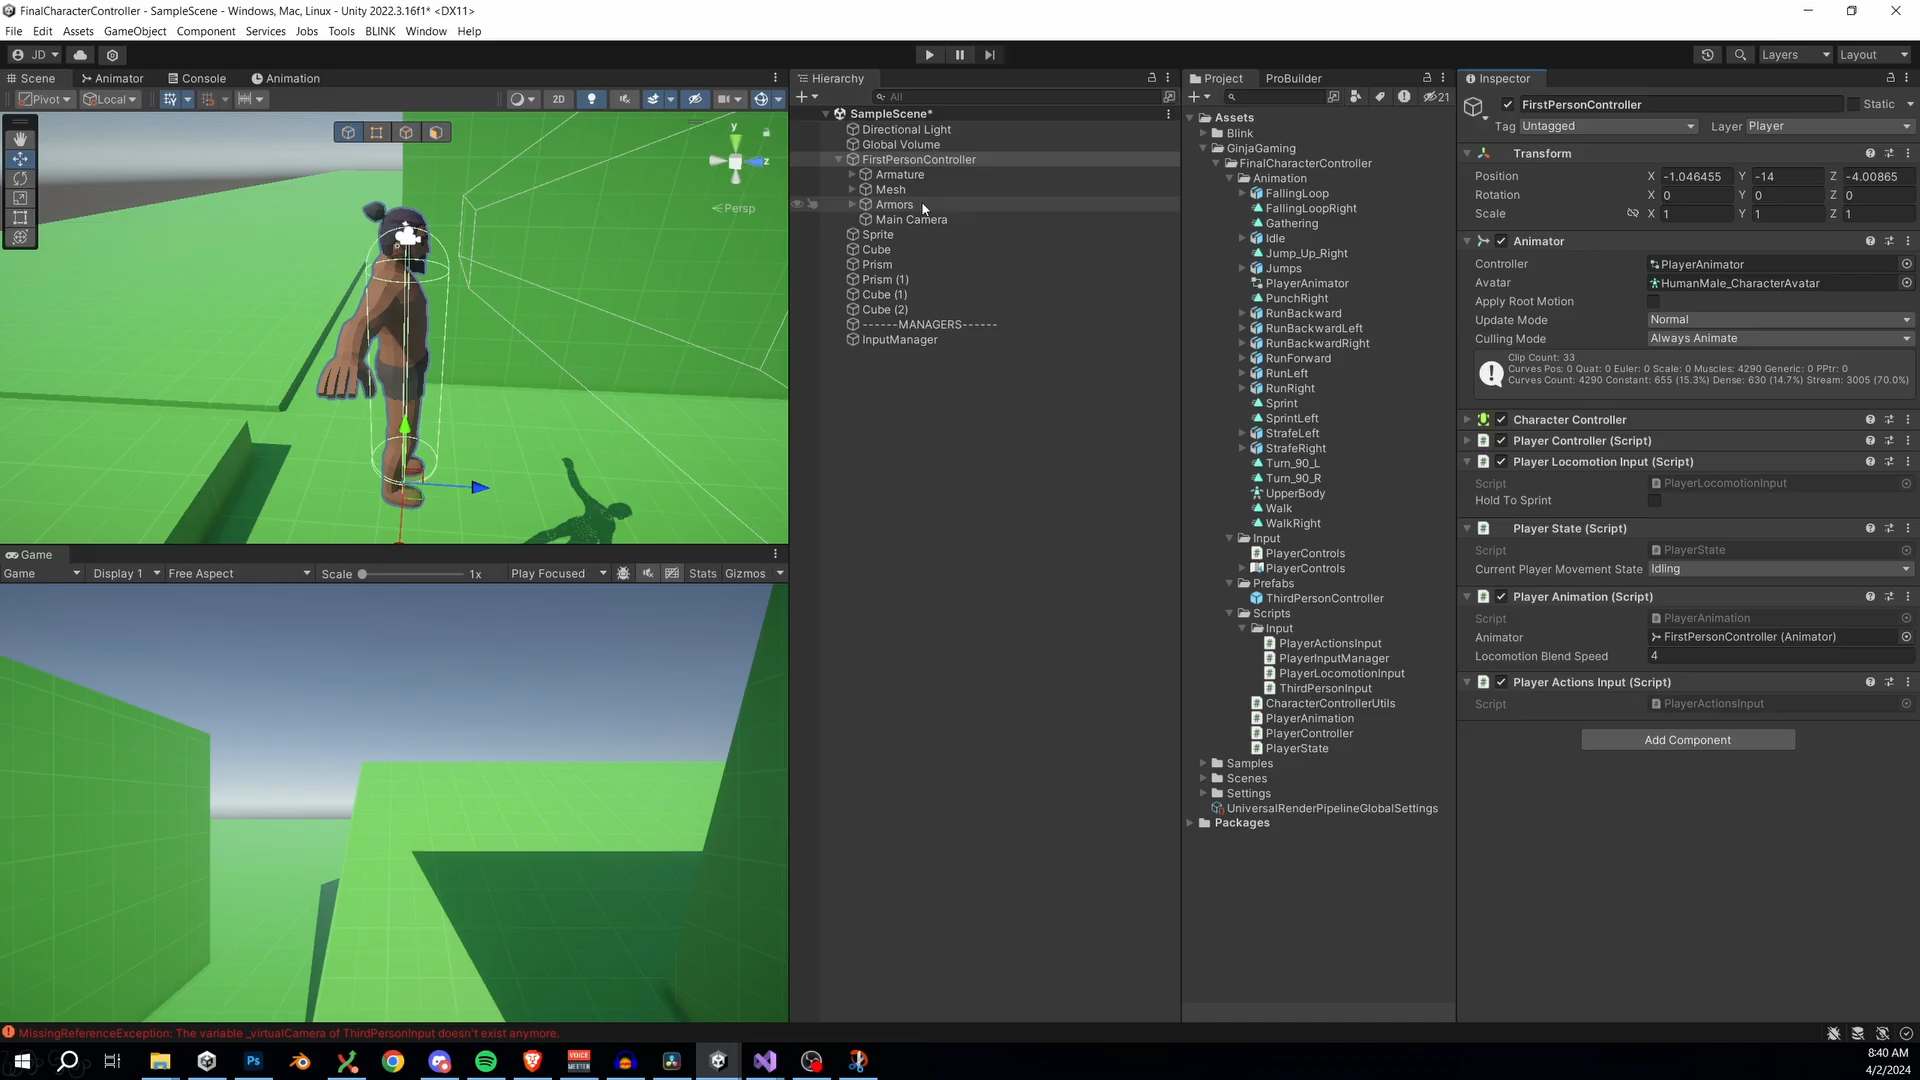 FinalCharacterController - SampleScene - Windows, Mac, Linux - Unity 2022.3.16f1* <DX11>
File Edit Assets GameObject Component Services Jobs Tools BLINK Window Help
JD Layers Layout
Scene Animator Console Animation
Pivot Local 2D
y
z
Persp
Game
Game Display 1 Free Aspect Scale 1x Play Focused Stats Gizmos
Hierarchy
All
SampleScene*
Directional Light
Global Volume
FirstPersonController
Armature
Mesh
Armors
Main Camera
Sprite
Cube
Prism
Prism (1)
Cube (1)
Cube (2)
------MANAGERS------
InputManager
Project ProBuilder
21
Assets
Blink
GinjaGaming
FinalCharacterController
Animation
FallingLoop
FallingLoopRight
Gathering
Idle
Jump_Up_Right
Jumps
PlayerAnimator
PunchRight
RunBackward
RunBackwardLeft
RunBackwardRight
RunForward
RunLeft
RunRight
Sprint
SprintLeft
StrafeLeft
StrafeRight
Turn_90_L
Turn_90_R
UpperBody
Walk
WalkRight
Input
PlayerControls
PlayerControls
Prefabs
ThirdPersonController
Scripts
Input
PlayerActionsInput
PlayerInputManager
PlayerLocomotionInput
ThirdPersonInput
CharacterControllerUtils
PlayerAnimation
PlayerController
PlayerState
Samples
Scenes
Settings
UniversalRenderPipelineGlobalSettings
Packages
Inspector
FirstPersonController Static
Tag Untagged Layer Player
Transform
Position X -1.046455 Y -14 Z -4.00865
Rotation X 0 Y 0 Z 0
Scale X 1 Y 1 Z 1
Animator
Controller PlayerAnimator
Avatar HumanMale_CharacterAvatar
Apply Root Motion
Update Mode Normal
Culling Mode Always Animate
Clip Count: 33
Curves Pos: 0 Quat: 0 Euler: 0 Scale: 0 Muscles: 4290 Generic: 0 PPtr: 0
Curves Count: 4290 Constant: 655 (15.3%) Dense: 630 (14.7%) Stream: 3005 (70.0%)
Character Controller
Player Controller (Script)
Player Locomotion Input (Script)
Script PlayerLocomotionInput
Hold To Sprint
Player State (Script)
Script PlayerState
Current Player Movement State Idling
Player Animation (Script)
Script PlayerAnimation
Animator FirstPersonController (Animator)
Locomotion Blend Speed 4
Player Actions Input (Script)
Script PlayerActionsInput
Add Component
MissingReferenceException: The variable _virtualCamera of ThirdPersonInput doesn't exist anymore.
Ps
VOICE
8:40 AM
4/2/2024